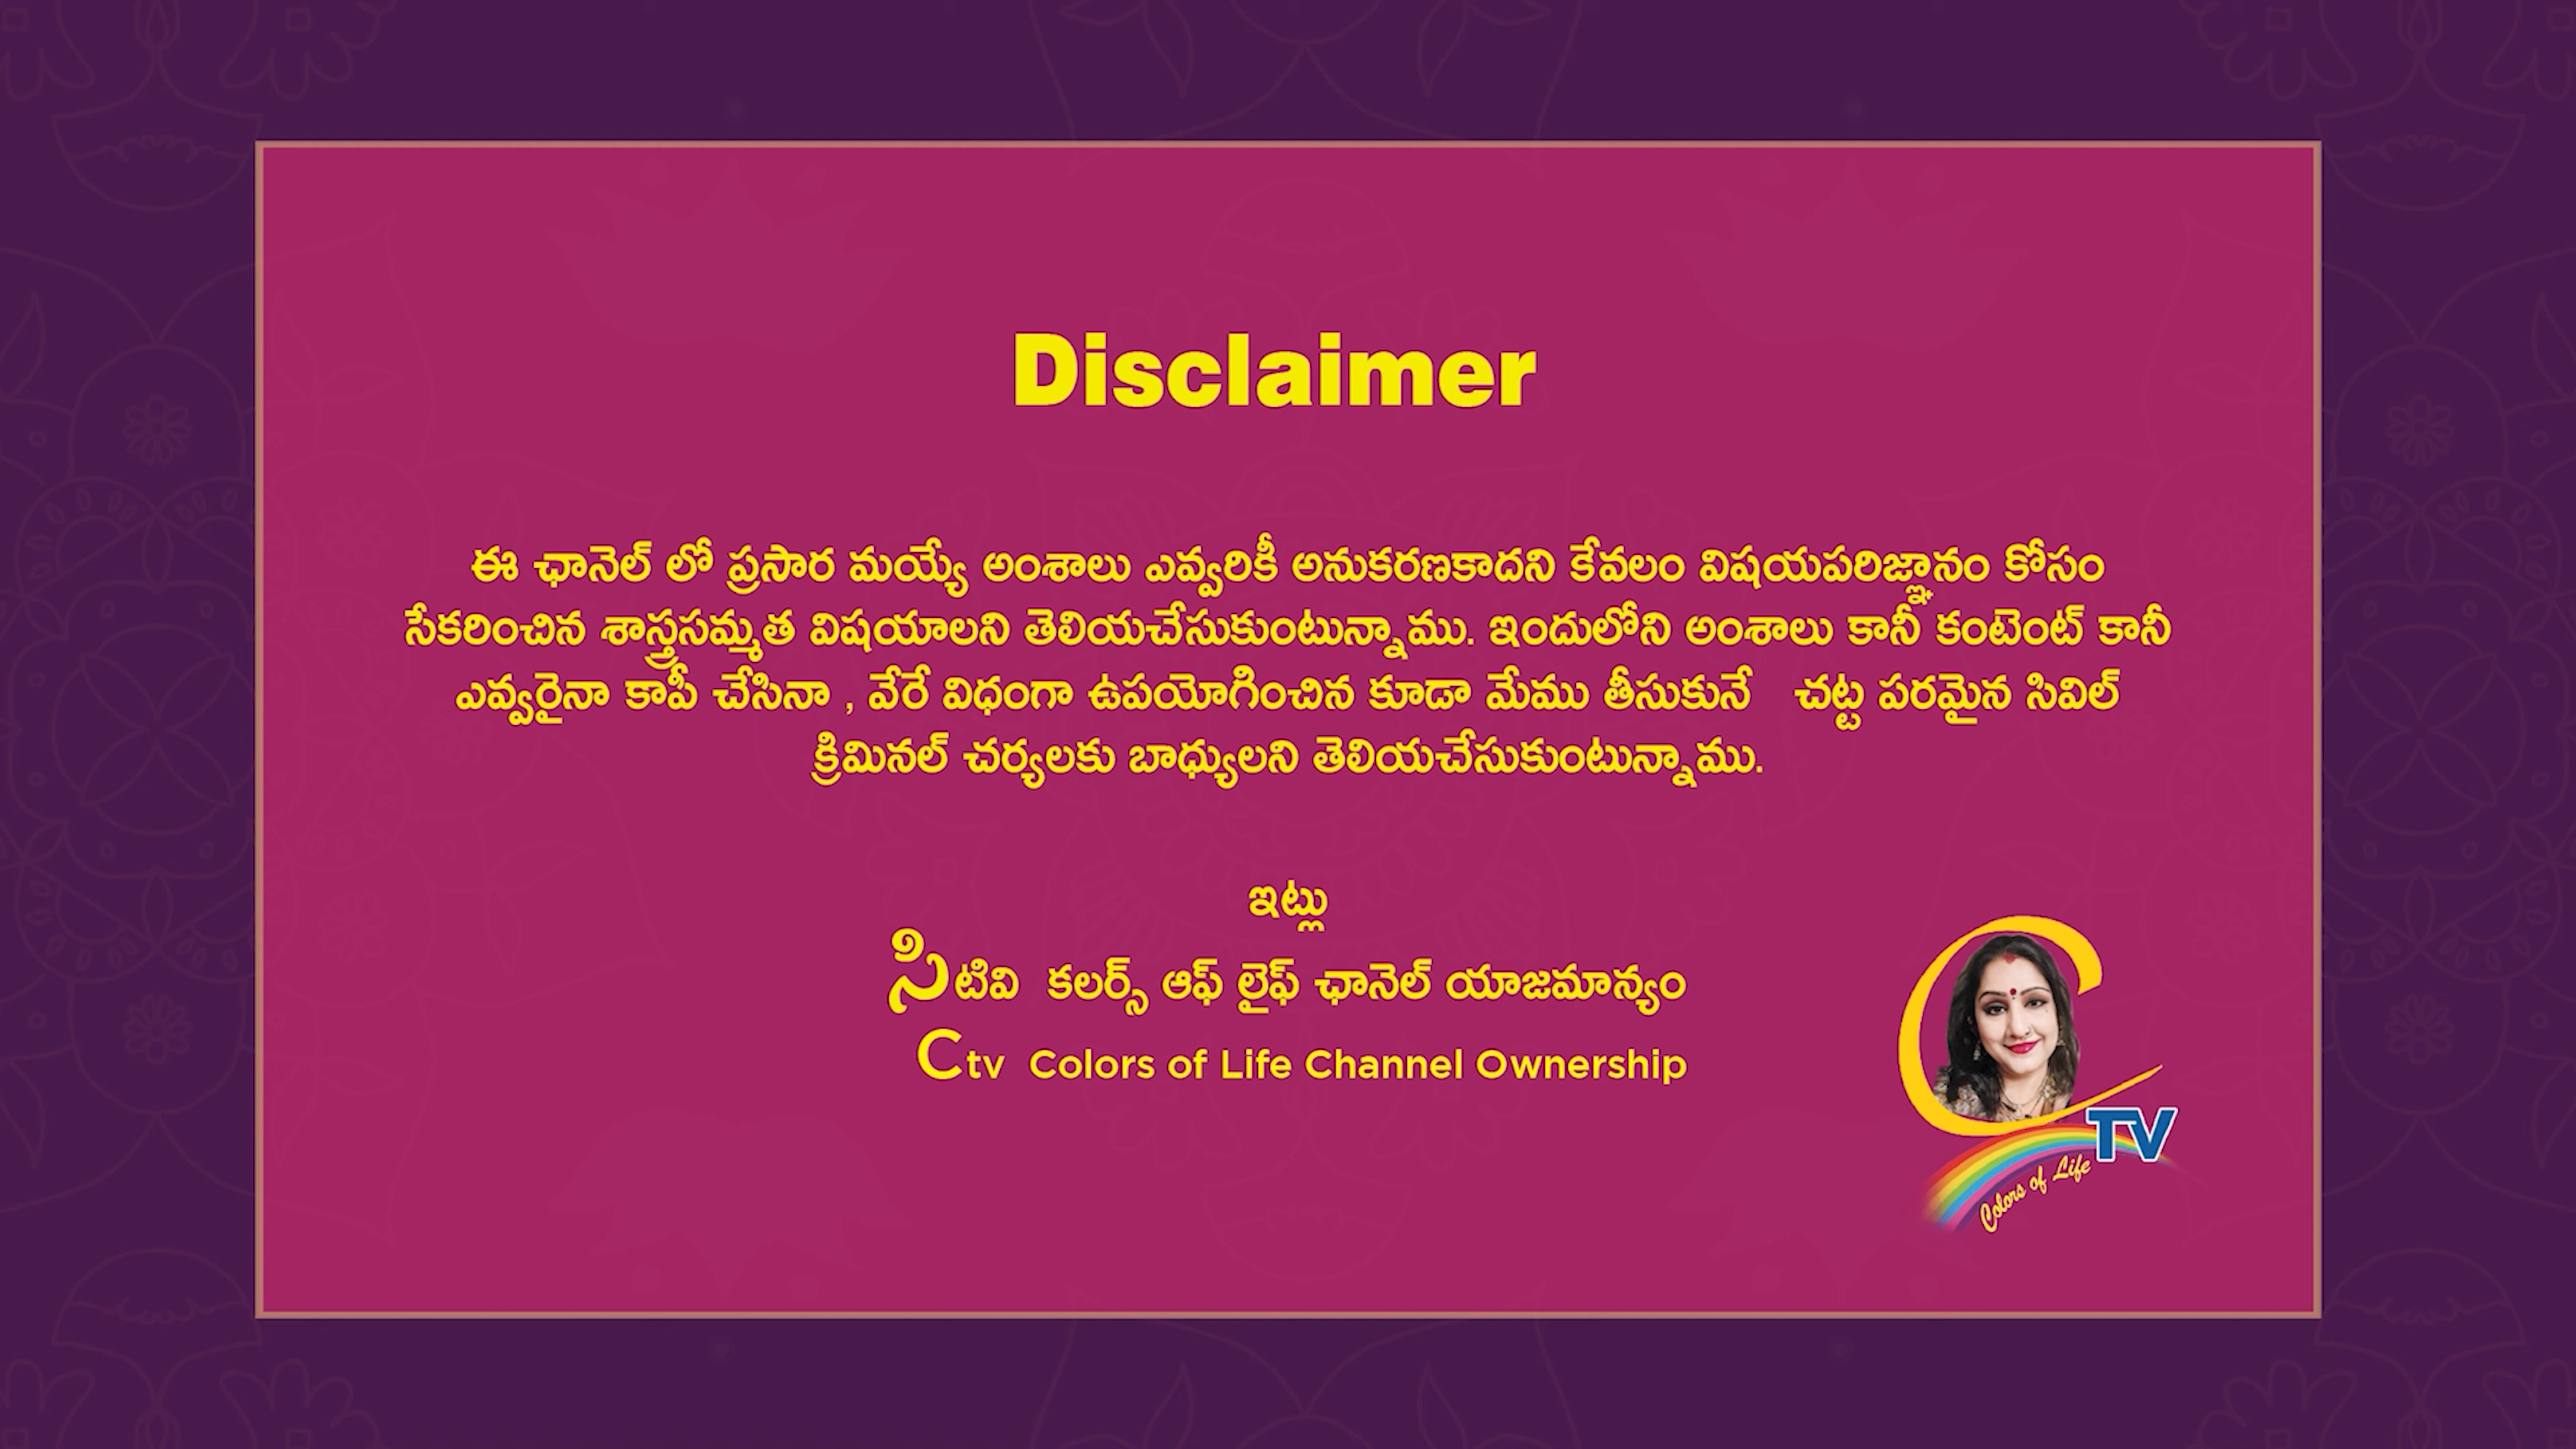 Disclaimer
ఈ ఛానెల్ లో ప్రసార మయ్యే అంశాలు ఎవ్వరికీ అనుకరణకాదని కేవలం విషయపరిజ్ఞానం కోసం
సేకరించిన శాస్త్రసమ్మత విషయాలని తెలియచేసుకుంటున్నాము. ఇందులోని అంశాలు కానీ కంటెంట్ కానీ
ఎవ్వరైనా కాపీ చేసినా , వేరే విధంగా ఉపయోగించిన కూడా మేము తీసుకునే చట్ట పరమైన సివిల్
క్రిమినల్ చర్యలకు బాధ్యులని తెలియచేసుకుంటున్నాము.
ఇట్లు
సిటివి కలర్స్ ఆఫ్ లైఫ్ ఛానెల్ యాజమాన్యం
Ctv Colors of Life Channel Ownership
C TV
Colors of Life